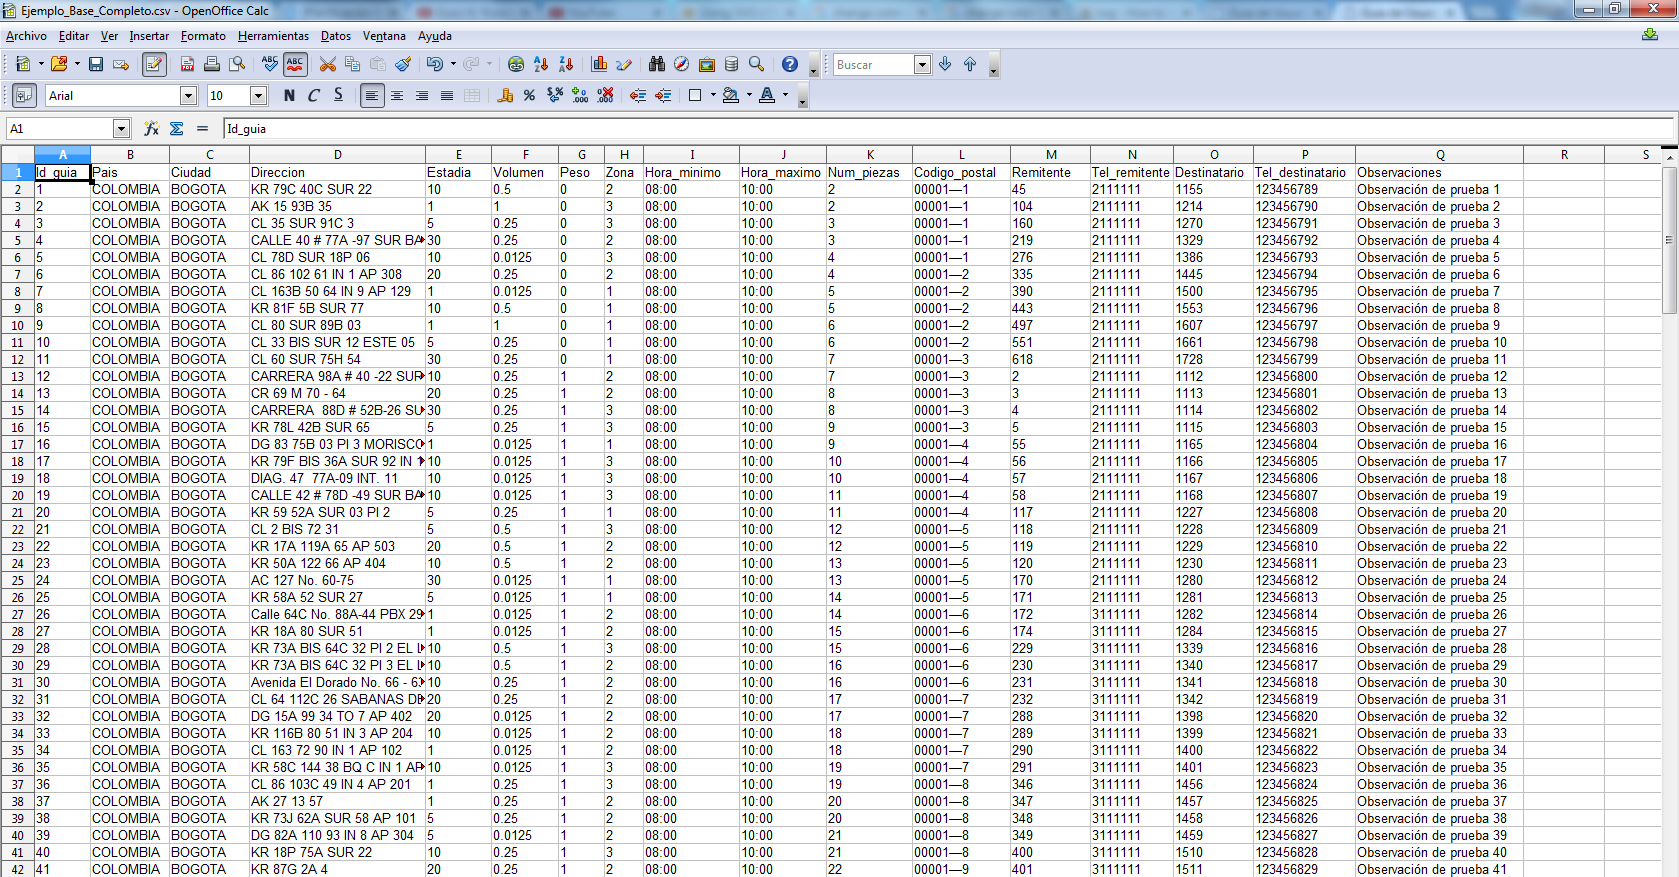 Ejemplo_Base_Completo.csv - OpenOffice Calc
Archivo Editar Ver Insertar Formato Herramientas Datos Ventana Ayuda
Buscar
Arial 10 N C S
A1 Id_guia
A B C D E F G H I J K L M N O P Q R S
1 Id_guia Pais Ciudad Direccion Estadia Volumen Peso Zona Hora_minimo Hora_maximo Num_piezas Codigo_postal Remitente Tel_remitente Destinatario Tel_destinatario Observaciones
2 1 COLOMBIA BOGOTA KR 79C 40C SUR 22 10 0.5 0 2 08:00 10:00 2 00001—1 45 2111111 1155 123456789 Observación de prueba 1
3 2 COLOMBIA BOGOTA AK 15 93B 35 1 1 0 3 08:00 10:00 2 00001—1 104 2111111 1214 123456790 Observación de prueba 2
4 3 COLOMBIA BOGOTA CL 35 SUR 91C 3 5 0.25 0 3 08:00 10:00 3 00001—1 160 2111111 1270 123456791 Observación de prueba 3
5 4 COLOMBIA BOGOTA CALLE 40 # 77A -97 SUR BA 30 0.25 0 2 08:00 10:00 3 00001—1 219 2111111 1329 123456792 Observación de prueba 4
6 5 COLOMBIA BOGOTA CL 78D SUR 18P 06 10 0.0125 0 3 08:00 10:00 4 00001—1 276 2111111 1386 123456793 Observación de prueba 5
7 6 COLOMBIA BOGOTA CL 86 102 61 IN 1 AP 308 20 0.25 0 2 08:00 10:00 4 00001—2 335 2111111 1445 123456794 Observación de prueba 6
8 7 COLOMBIA BOGOTA CL 163B 50 64 IN 9 AP 129 1 0.0125 0 1 08:00 10:00 5 00001—2 390 2111111 1500 123456795 Observación de prueba 7
9 8 COLOMBIA BOGOTA KR 81F 5B SUR 77 10 0.5 0 1 08:00 10:00 5 00001—2 443 2111111 1553 123456796 Observación de prueba 8
10 9 COLOMBIA BOGOTA CL 80 SUR 89B 03 1 1 0 1 08:00 10:00 6 00001—2 497 2111111 1607 123456797 Observación de prueba 9
11 10 COLOMBIA BOGOTA CL 33 BIS SUR 12 ESTE 05 5 0.25 0 1 08:00 10:00 6 00001—2 551 2111111 1661 123456798 Observación de prueba 10
12 11 COLOMBIA BOGOTA CL 60 SUR 75H 54 30 0.25 0 1 08:00 10:00 7 00001—3 618 2111111 1728 123456799 Observación de prueba 11
13 12 COLOMBIA BOGOTA CARRERA 98A # 40 -22 SUR 10 0.25 1 2 08:00 10:00 7 00001—3 2 2111111 1112 123456800 Observación de prueba 12
14 13 COLOMBIA BOGOTA CR 69 M 70 - 64 20 0.25 1 2 08:00 10:00 8 00001—3 3 2111111 1113 123456801 Observación de prueba 13
15 14 COLOMBIA BOGOTA CARRERA  88D # 52B-26 SU 30 0.25 1 3 08:00 10:00 8 00001—3 4 2111111 1114 123456802 Observación de prueba 14
16 15 COLOMBIA BOGOTA KR 78L 42B SUR 65 5 0.25 1 3 08:00 10:00 9 00001—3 5 2111111 1115 123456803 Observación de prueba 15
17 16 COLOMBIA BOGOTA DG 83 75B 03 PI 3 MORISCO 1 0.0125 1 1 08:00 10:00 9 00001—4 55 2111111 1165 123456804 Observación de prueba 16
18 17 COLOMBIA BOGOTA KR 79F BIS 36A SUR 92 IN 1 10 0.0125 1 3 08:00 10:00 10 00001—4 56 2111111 1166 123456805 Observación de prueba 17
19 18 COLOMBIA BOGOTA DIAG. 47  77A-09 INT. 11 10 0.0125 1 3 08:00 10:00 10 00001—4 57 2111111 1167 123456806 Observación de prueba 18
20 19 COLOMBIA BOGOTA CALLE 42 # 78D -49 SUR BA 10 0.0125 1 3 08:00 10:00 11 00001—4 58 2111111 1168 123456807 Observación de prueba 19
21 20 COLOMBIA BOGOTA KR 59 52A SUR 03 PI 2 5 0.25 1 1 08:00 10:00 11 00001—4 117 2111111 1227 123456808 Observación de prueba 20
22 21 COLOMBIA BOGOTA CL 2 BIS 72 31 5 0.5 1 3 08:00 10:00 12 00001—5 118 2111111 1228 123456809 Observación de prueba 21
23 22 COLOMBIA BOGOTA KR 17A 119A 65 AP 503 20 0.5 1 2 08:00 10:00 12 00001—5 119 2111111 1229 123456810 Observación de prueba 22
24 23 COLOMBIA BOGOTA KR 50A 122 66 AP 404 10 0.5 1 2 08:00 10:00 13 00001—5 120 2111111 1230 123456811 Observación de prueba 23
25 24 COLOMBIA BOGOTA AC 127 No. 60-75 30 0.0125 1 1 08:00 10:00 13 00001—5 170 2111111 1280 123456812 Observación de prueba 24
26 25 COLOMBIA BOGOTA KR 58A 52 SUR 27 5 0.0125 1 1 08:00 10:00 14 00001—5 171 2111111 1281 123456813 Observación de prueba 25
27 26 COLOMBIA BOGOTA Calle 64C No. 88A-44 PBX 29 1 0.0125 1 2 08:00 10:00 14 00001—6 172 3111111 1282 123456814 Observación de prueba 26
28 27 COLOMBIA BOGOTA KR 18A 80 SUR 51 1 0.0125 1 2 08:00 10:00 15 00001—6 174 3111111 1284 123456815 Observación de prueba 27
29 28 COLOMBIA BOGOTA KR 73A BIS 64C 32 PI 2 EL L 10 0.5 1 3 08:00 10:00 15 00001—6 229 3111111 1339 123456816 Observación de prueba 28
30 29 COLOMBIA BOGOTA KR 73A BIS 64C 32 PI 3 EL L 10 0.5 1 2 08:00 10:00 16 00001—6 230 3111111 1340 123456817 Observación de prueba 29
31 30 COLOMBIA BOGOTA Avenida El Dorado No. 66 - 63 10 0.25 1 2 08:00 10:00 16 00001—6 231 3111111 1341 123456818 Observación de prueba 30
32 31 COLOMBIA BOGOTA CL 64 112C 26 SABANAS DE 20 0.25 1 2 08:00 10:00 17 00001—7 232 3111111 1342 123456819 Observación de prueba 31
33 32 COLOMBIA BOGOTA DG 15A 99 34 TO 7 AP 402 20 0.0125 1 2 08:00 10:00 17 00001—7 288 3111111 1398 123456820 Observación de prueba 32
34 33 COLOMBIA BOGOTA KR 116B 80 51 IN 3 AP 204 10 0.0125 1 2 08:00 10:00 18 00001—7 289 3111111 1399 123456821 Observación de prueba 33
35 34 COLOMBIA BOGOTA CL 163 72 90 IN 1 AP 102 1 0.0125 1 2 08:00 10:00 18 00001—7 290 3111111 1400 123456822 Observación de prueba 34
36 35 COLOMBIA BOGOTA KR 58C 144 38 BQ C IN 1 AP 10 0.0125 1 3 08:00 10:00 19 00001—7 291 3111111 1401 123456823 Observación de prueba 35
37 36 COLOMBIA BOGOTA CL 86 103C 49 IN 4 AP 201 1 0.25 1 3 08:00 10:00 19 00001—8 346 3111111 1456 123456824 Observación de prueba 36
38 37 COLOMBIA BOGOTA AK 27 13 57 1 0.25 1 2 08:00 10:00 20 00001—8 347 3111111 1457 123456825 Observación de prueba 37
39 38 COLOMBIA BOGOTA KR 73J 62A SUR 58 AP 101 5 0.25 1 2 08:00 10:00 20 00001—8 348 3111111 1458 123456826 Observación de prueba 38
40 39 COLOMBIA BOGOTA DG 82A 110 93 IN 8 AP 304 5 0.0125 1 2 08:00 10:00 21 00001—8 349 3111111 1459 123456827 Observación de prueba 39
41 40 COLOMBIA BOGOTA KR 18P 75A SUR 22 10 0.25 1 3 08:00 10:00 21 00001—8 400 3111111 1510 123456828 Observación de prueba 40
42 41 COLOMBIA BOGOTA KR 87G 2A 4 20 0.25 1 2 08:00 10:00 22 00001—9 401 3111111 1511 123456829 Observación de prueba 41